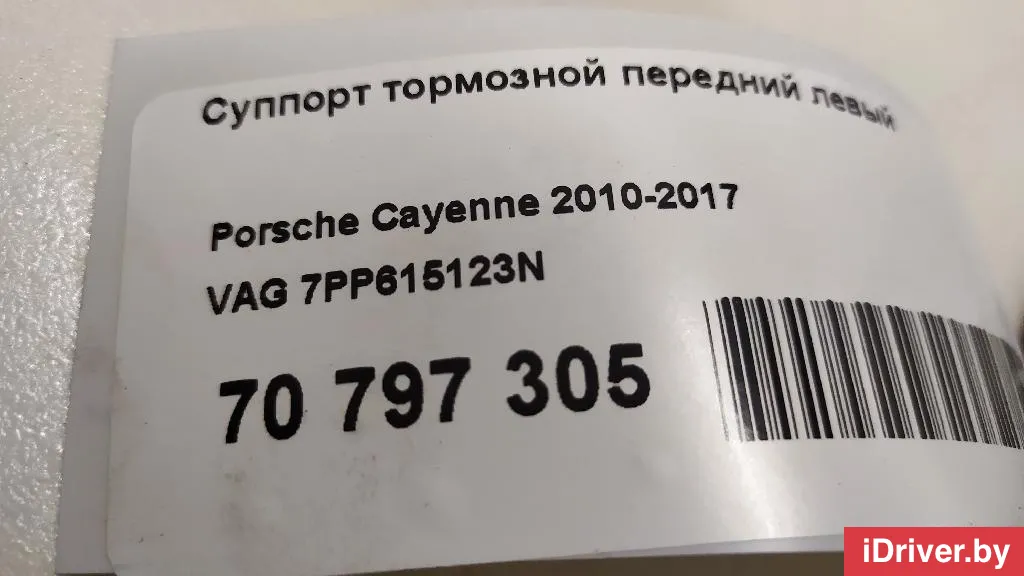 Суппорт тормозной передний левый
Porsche Cayenne 2010-2017
VAG 7PP615123N
70 797 305
iDriver.by